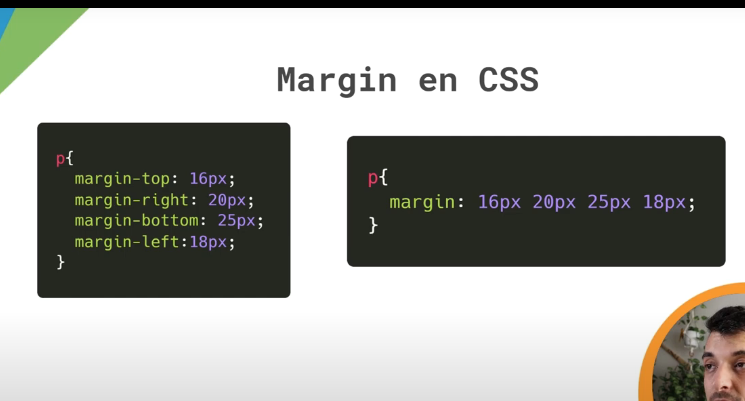 Margin en CSS
p{
  margin-top: 16px;
  margin-right: 20px;
  margin-bottom: 25px;
  margin-left:18px;
}
p{
  margin: 16px 20px 25px 18px;
}